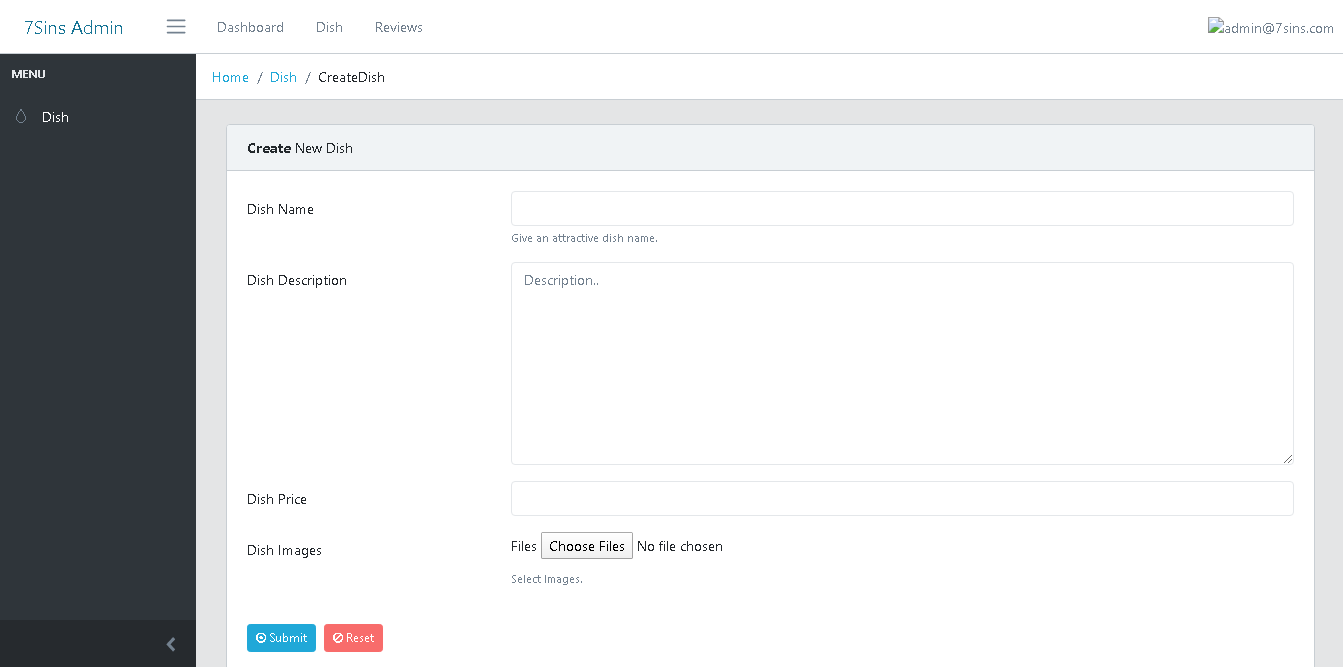 7Sins Admin Dashboard Dish Reviews admin@7sins.com
MENU
Home / Dish / CreateDish
Dish
Create New Dish
Dish Name
Give an attractive dish name.
Dish Description Description..
Dish Price
Dish Images Files Choose Files No file chosen
Select Images.
Submit Reset